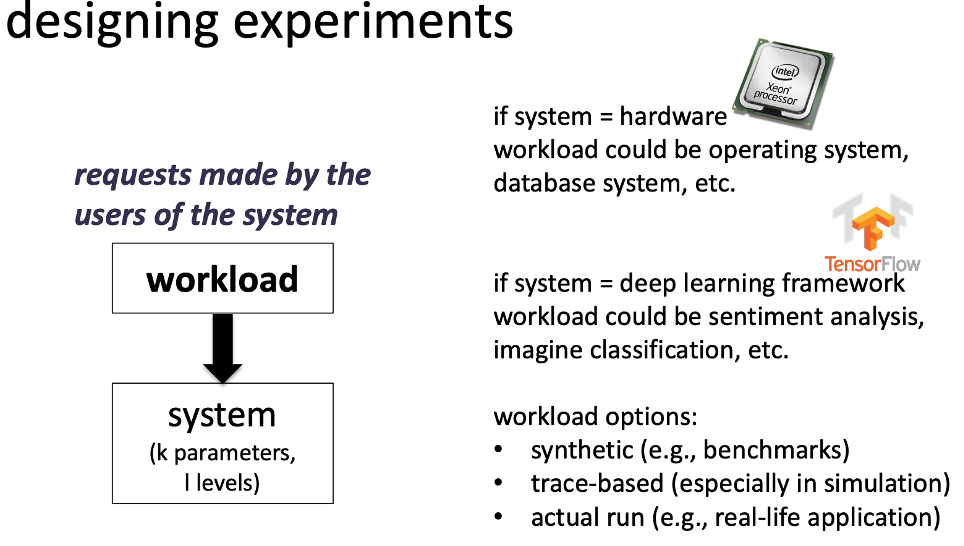 designing experiments
intel
Xeon®
processor
if system = hardware
workload could be operating system,
database system, etc.
requests made by the
users of the system
workload
system
(k parameters,
l levels)
TensorFlow
if system = deep learning framework
workload could be sentiment analysis,
imagine classification, etc.
workload options:
• synthetic (e.g., benchmarks)
• trace-based (especially in simulation)
• actual run (e.g., real-life application)